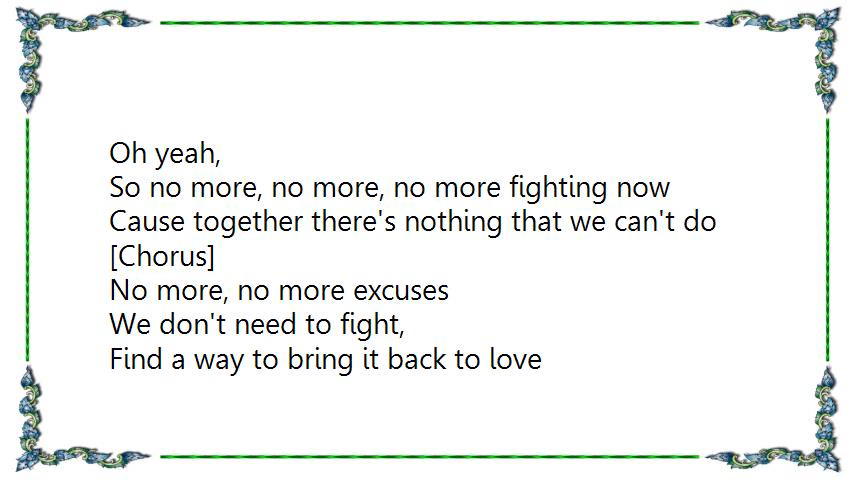 Oh yeah,
So no more, no more, no more fighting now
Cause together there's nothing that we can't do
[Chorus]
No more, no more excuses
We don't need to fight,
Find a way to bring it back to love